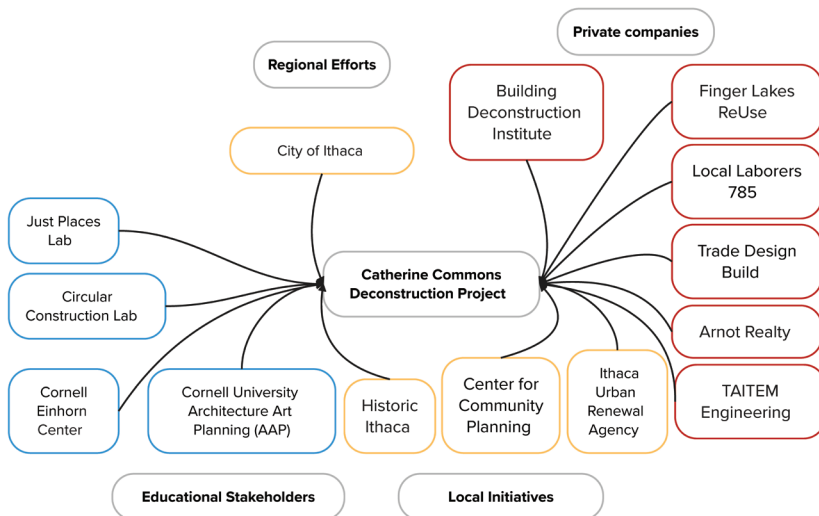 Private companies
Regional Efforts
Building
Deconstruction
Institute
Finger Lakes
ReUse
City of Ithaca
Local Laborers
785
Just Places
Lab
Trade Design
Build
Catherine Commons
Deconstruction Project
Circular
Construction Lab
Arnot Realty
Cornell
Einhorn
Center
Cornell University
Architecture Art
Planning (AAP)
Historic
Ithaca
Center for
Community
Planning
Ithaca
Urban
Renewal
Agency
TAITEM
Engineering
Educational Stakeholders
Local Initiatives